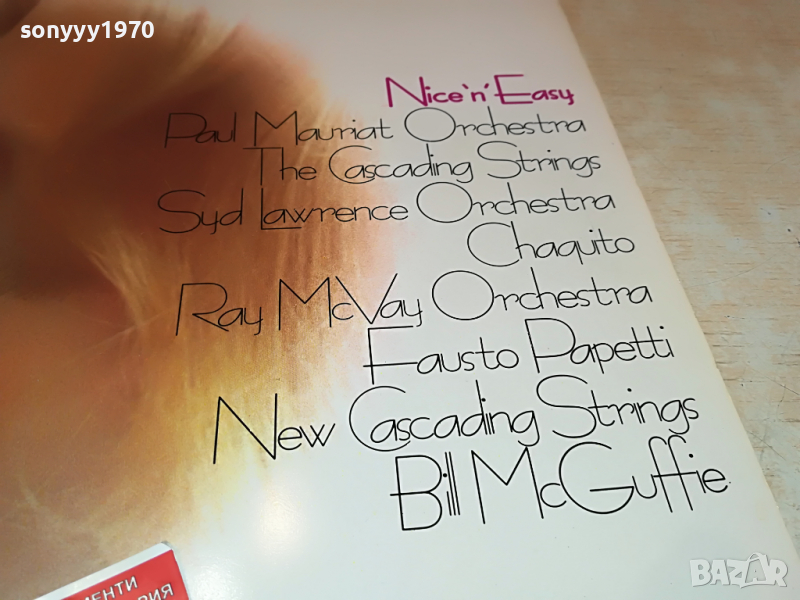 sonyyy1970
Nice 'n' Easy
Paul Mauriat Orchestra
The Cascading Strings
Syd Lawrence Orchestra
Chaquito
Ray McVay Orchestra
Fausto Papetti
New Cascading Strings
Bill McGuffie
BAZAR